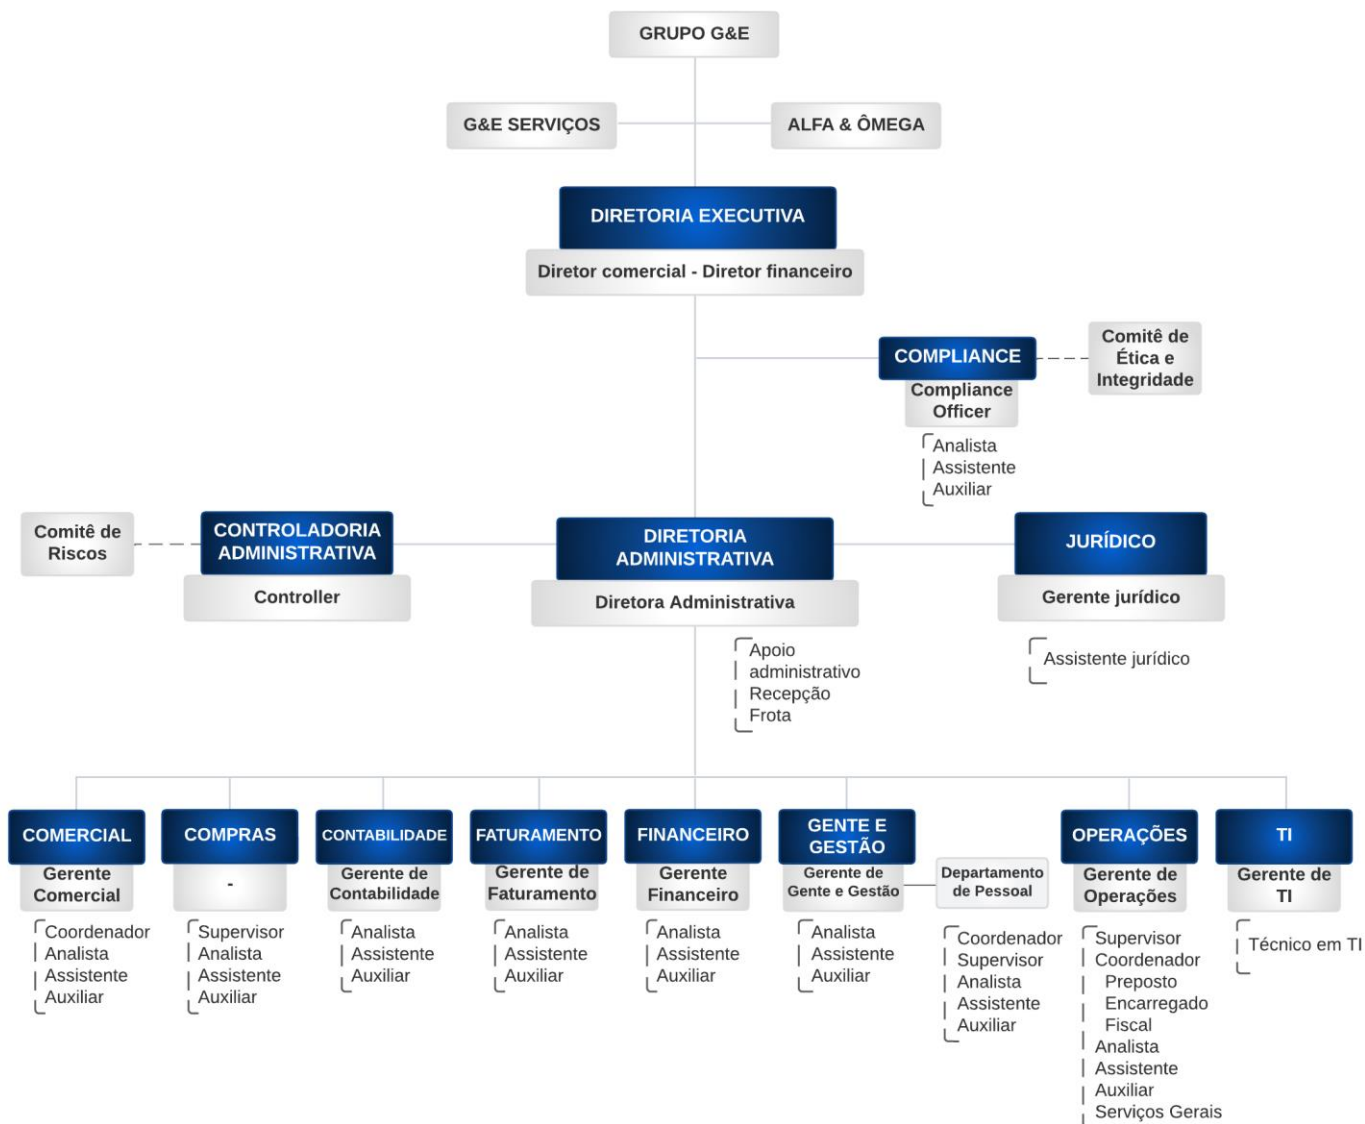 GRUPO G&E
G&E SERVIÇOS
ALFA & ÔMEGA
DIRETORIA EXECUTIVA
Diretor comercial - Diretor financeiro
COMPLIANCE
Compliance
Officer
Analista
Assistente
Auxiliar
Comitê de
Ética e
Integridade
Comitê de
Riscos
CONTROLADORIA
ADMINISTRATIVA
Controller
DIRETORIA
ADMINISTRATIVA
Diretora Administrativa
Apoio
administrativo
Recepção
Frota
JURÍDICO
Gerente jurídico
Assistente jurídico
COMERCIAL
Gerente
Comercial
Coordenador
Analista
Assistente
Auxiliar
COMPRAS
-
Supervisor
Analista
Assistente
Auxiliar
CONTABILIDADE
Gerente de
Contabilidade
Analista
Assistente
Auxiliar
FATURAMENTO
Gerente de
Faturamento
Analista
Assistente
Auxiliar
FINANCEIRO
Gerente
Financeiro
Analista
Assistente
Auxiliar
GENTE E
GESTÃO
Gerente de
Gente e Gestão
Analista
Assistente
Auxiliar
Departamento
de Pessoal
Coordenador
Supervisor
Analista
Assistente
Auxiliar
OPERAÇÕES
Gerente de
Operações
Supervisor
Coordenador
Preposto
Encarregado
Fiscal
Analista
Assistente
Auxiliar
Serviços Gerais
TI
Gerente de
TI
Técnico em TI